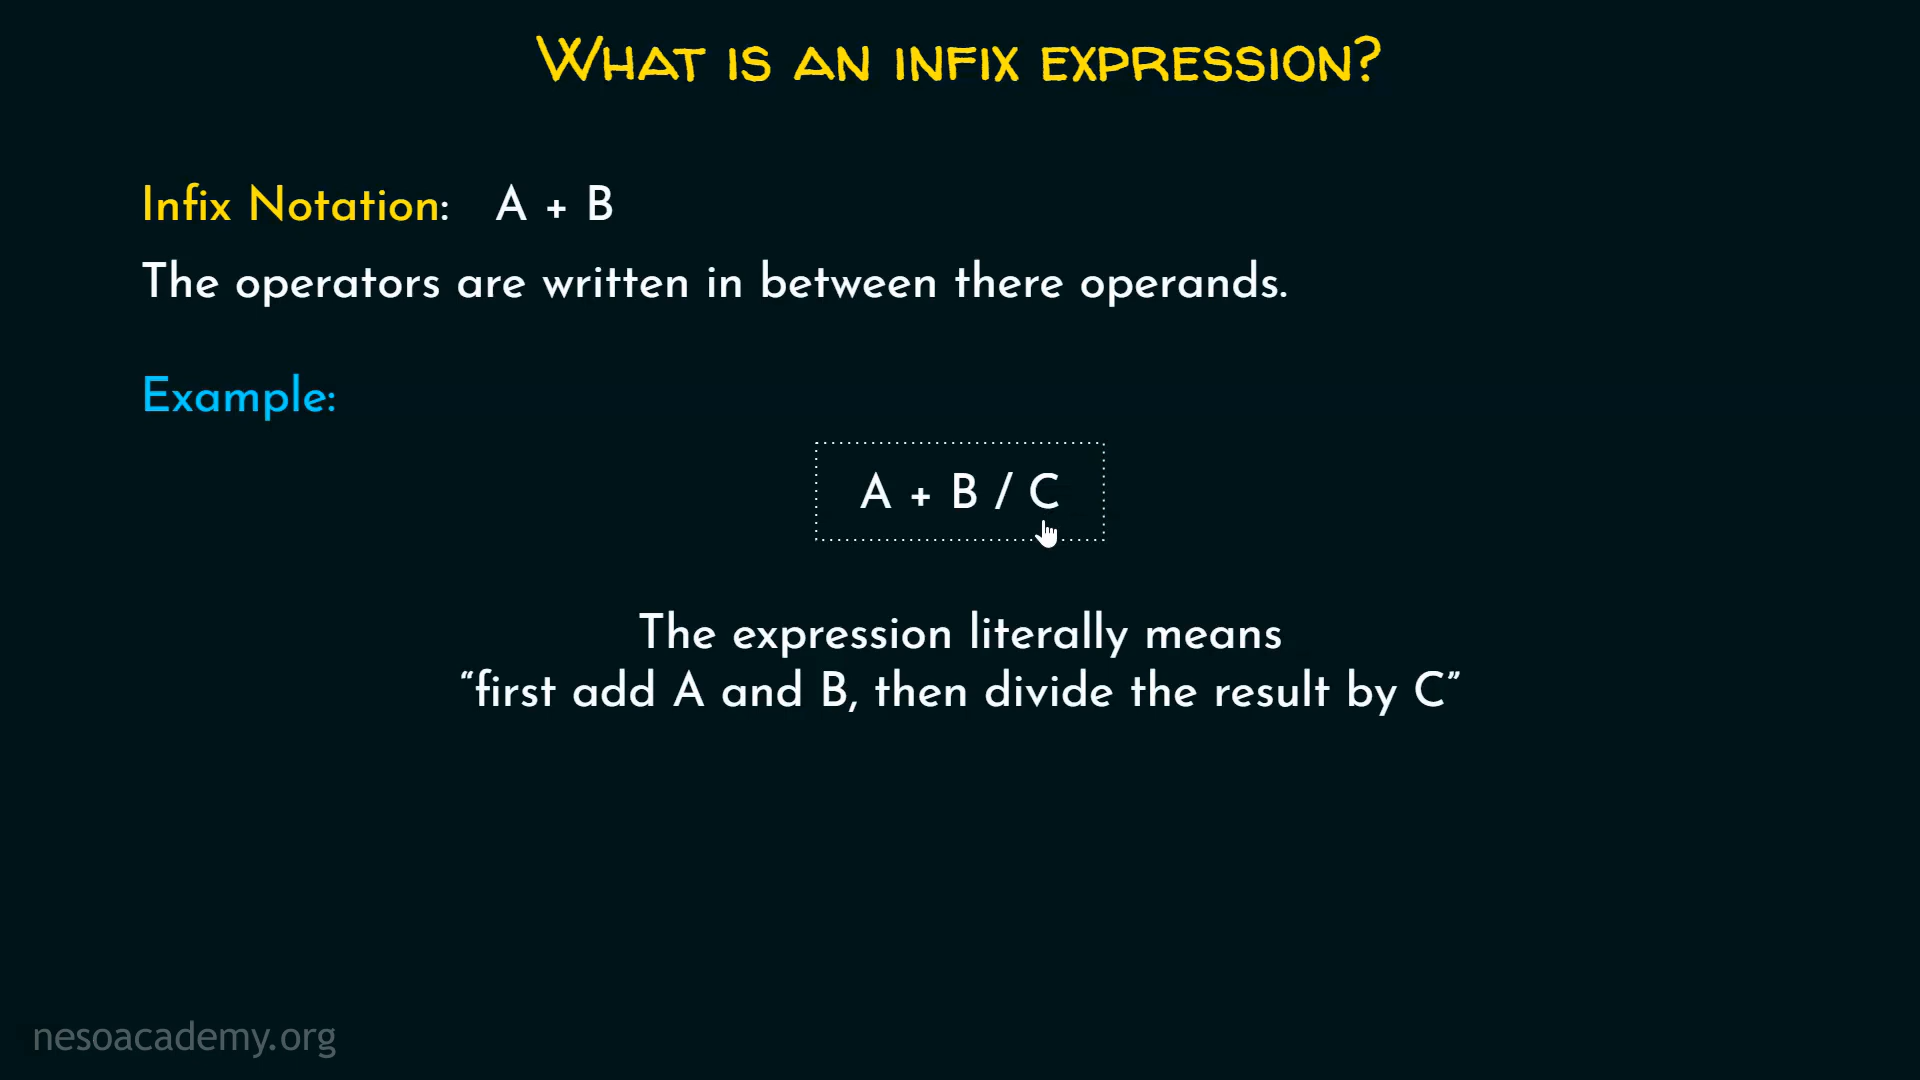 What is an infix expression?
Infix Notation: A + B
The operators are written in between there operands.
Example:
A + B / C
The expression literally means
“first add A and B, then divide the result by C”
nesoacademy.org